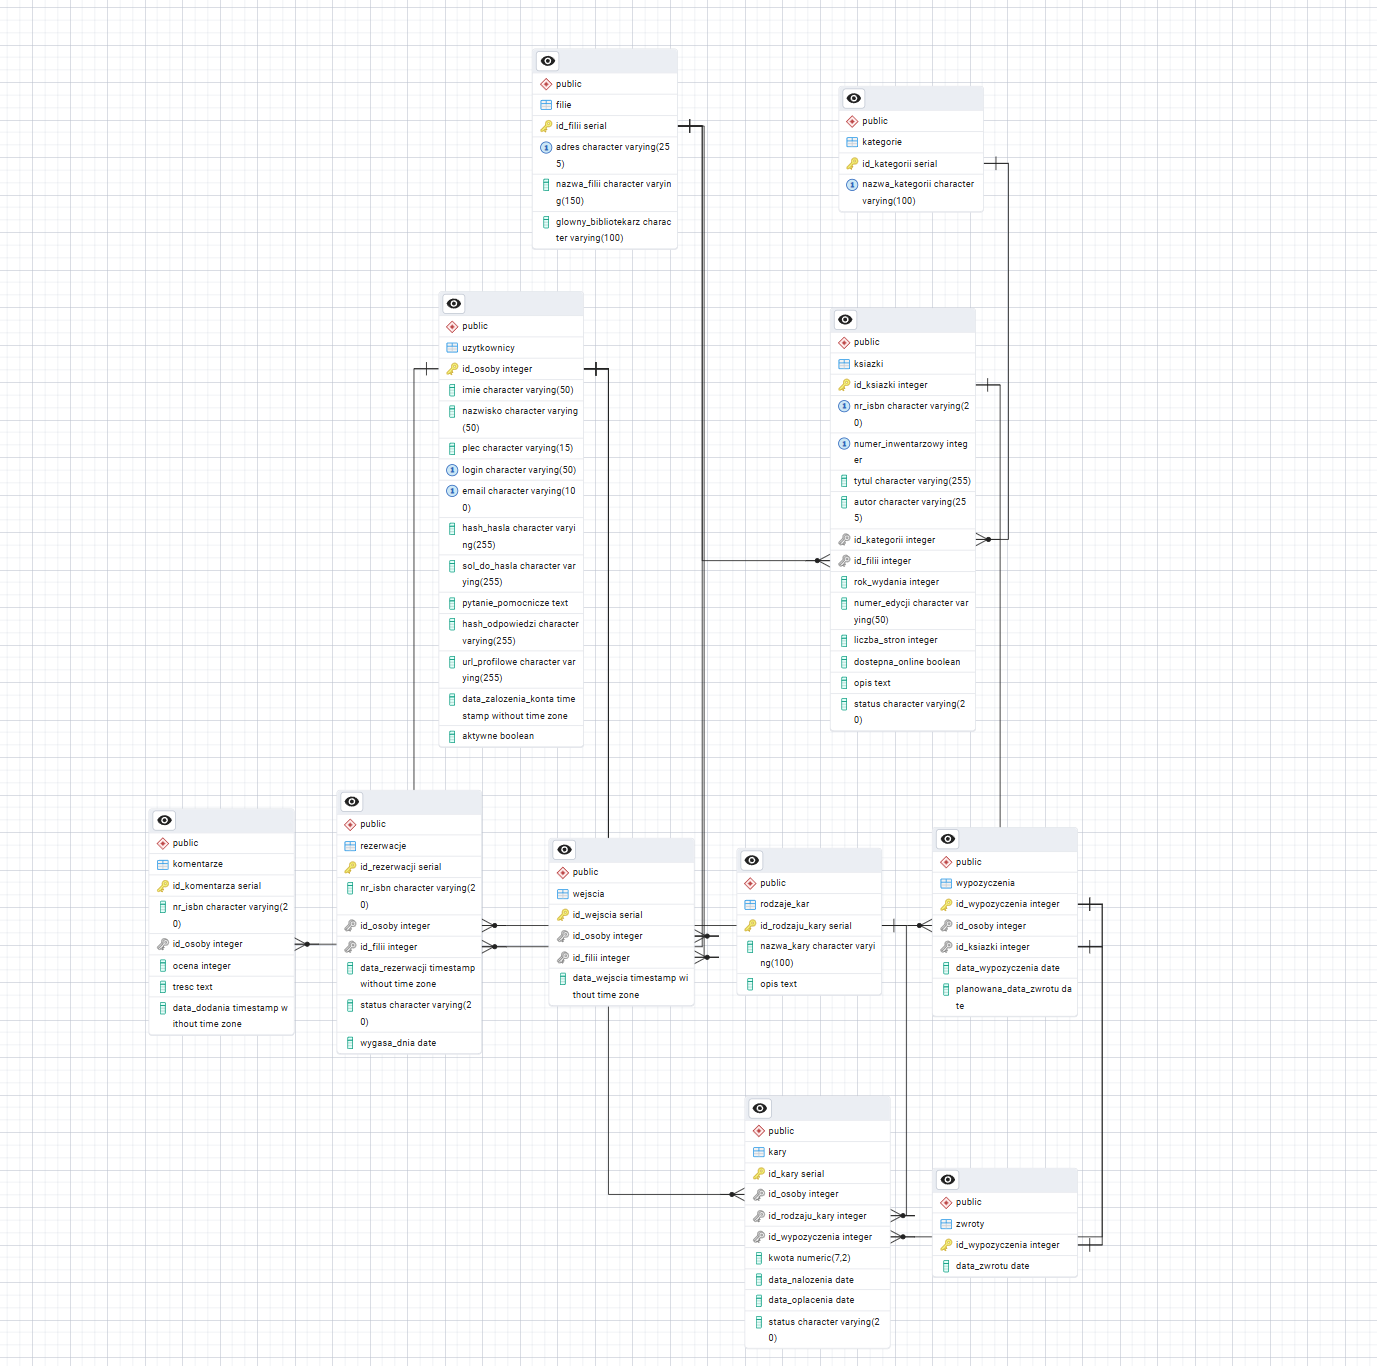 public
filie
id_filii serial
adres character varying(25
5)
nazwa_filii character varyin
g(150)
glowny_bibliotekarz charac
ter varying(100)
public
kategorie
id_kategorii serial
nazwa_kategorii character
varying(100)
public
uzytkownicy
id_osoby integer
imie character varying(50)
nazwisko character varying
(50)
plec character varying(15)
login character varying(50)
email character varying(10
0)
hash_hasla character varyi
ng(255)
sol_do_hasla character var
ying(255)
pytanie_pomocnicze text
hash_odpowiedzi character
varying(255)
url_profilowe character var
ying(255)
data_zalozenia_konta time
stamp without time zone
aktywne boolean
public
ksiazki
id_ksiazki integer
nr_isbn character varying(2
0)
numer_inwentarzowy integ
er
tytul character varying(255)
autor character varying(25
5)
id_kategorii integer
id_filii integer
rok_wydania integer
numer_edycji character var
ying(50)
liczba_stron integer
dostepna_online boolean
opis text
status character varying(2
0)
public
komentarze
id_komentarza serial
nr_isbn character varying(2
0)
id_osoby integer
ocena integer
tresc text
data_dodania timestamp w
ithout time zone
public
rezerwacje
id_rezerwacji serial
nr_isbn character varying(2
0)
id_osoby integer
id_filii integer
data_rezerwacji timestamp
without time zone
status character varying(2
0)
wygasa_dnia date
public
wejscia
id_wejscia serial
id_osoby integer
id_filii integer
data_wejscia timestamp wi
thout time zone
public
rodzaje_kar
id_rodzaju_kary serial
nazwa_kary character varyi
ng(100)
opis text
public
wypozyczenia
id_wypozyczenia integer
id_osoby integer
id_ksiazki integer
data_wypozyczenia date
planowana_data_zwrotu da
te
public
kary
id_kary serial
id_osoby integer
id_rodzaju_kary integer
id_wypozyczenia integer
kwota numeric(7,2)
data_nalozenia date
data_oplacenia date
status character varying(2
0)
public
zwroty
id_wypozyczenia integer
data_zwrotu date